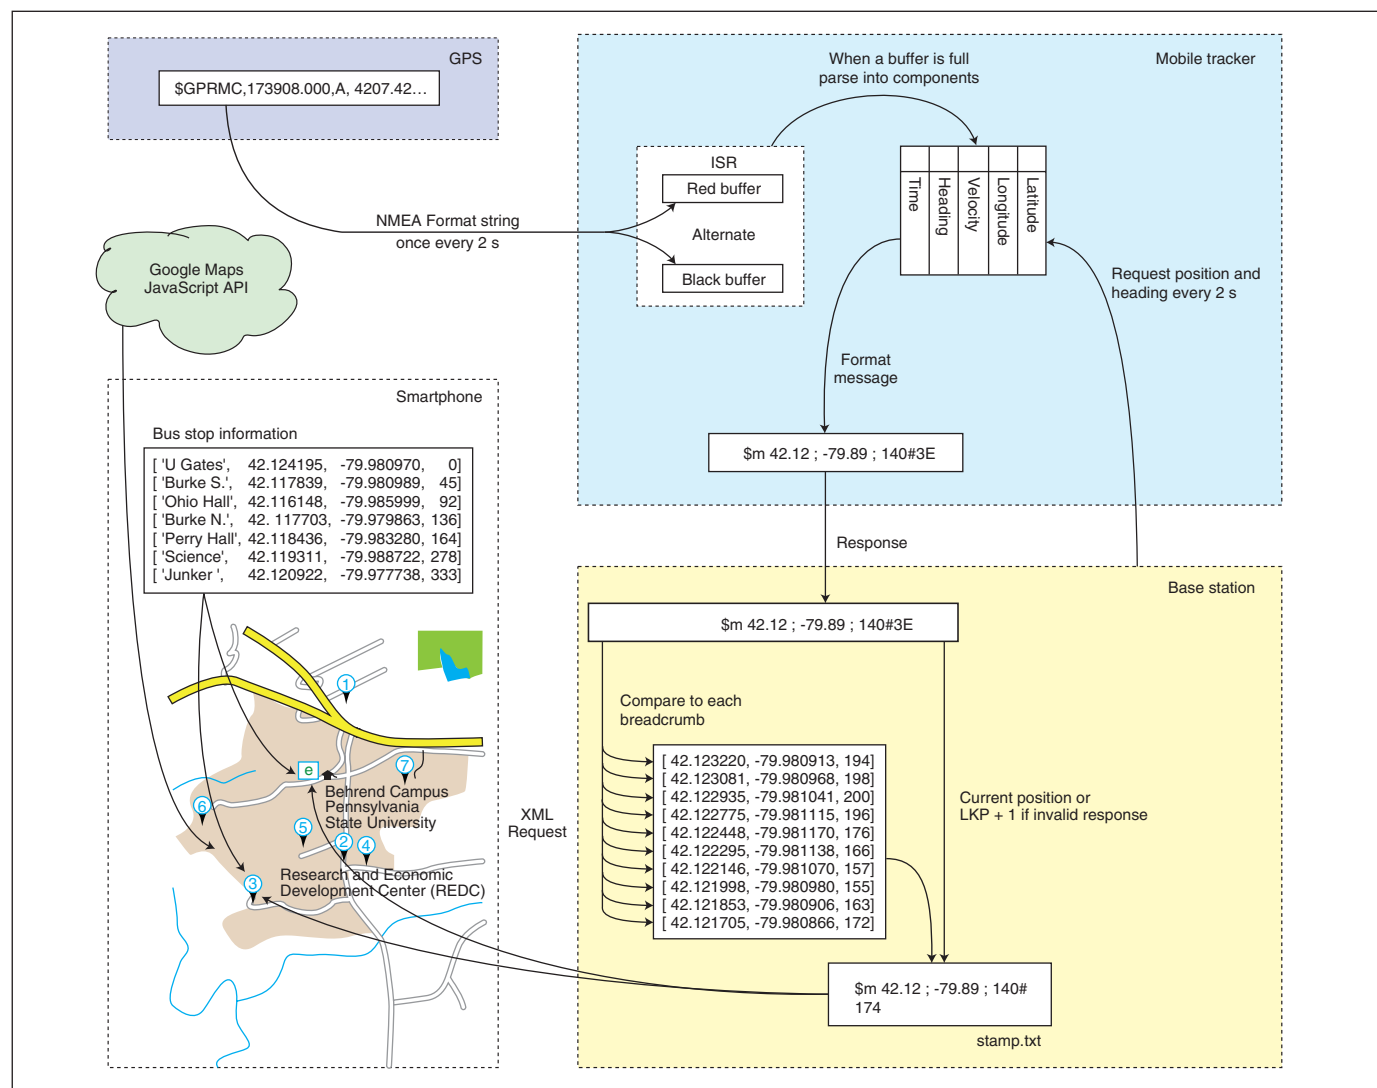 GPS
$GPRMC,173908.000,A, 4207.42...
Mobile tracker
When a buffer is full
parse into components
ISR
Red buffer
Alternate
Black buffer
Time
Heading
Velocity
Longitude
Latitude
NMEA Format string
once every 2 s
Google Maps
JavaScript API
Request position and
heading every 2 s
Format
message
$m 42.12 ; -79.89 ; 140#3E
Response
Smartphone
Bus stop information
[ 'U Gates', 42.124195, -79.980970, 0]
[ 'Burke S.', 42.117839, -79.980989, 45]
[ 'Ohio Hall', 42.116148, -79.985999, 92]
[ 'Burke N.', 42. 117703, -79.979863, 136]
[ 'Perry Hall', 42.118436, -79.983280, 164]
[ 'Science', 42.119311, -79.988722, 278]
[ 'Junker ', 42.120922, -79.977738, 333]
1
e
7
Behrend Campus
Pennsylvania
State University
6
5
2
4
Research and Economic
Development Center (REDC)
3
XML
Request
Base station
$m 42.12 ; -79.89 ; 140#3E
Compare to each
breadcrumb
[ 42.123220, -79.980913, 194]
[ 42.123081, -79.980968, 198]
[ 42.122935, -79.981041, 200]
[ 42.122775, -79.981115, 196]
[ 42.122448, -79.981170, 176]
[ 42.122295, -79.981138, 166]
[ 42.122146, -79.981070, 157]
[ 42.121998, -79.980980, 155]
[ 42.121853, -79.980906, 163]
[ 42.121705, -79.980866, 172]
Current position or
LKP + 1 if invalid response
$m 42.12 ; -79.89 ; 140#
174
stamp.txt